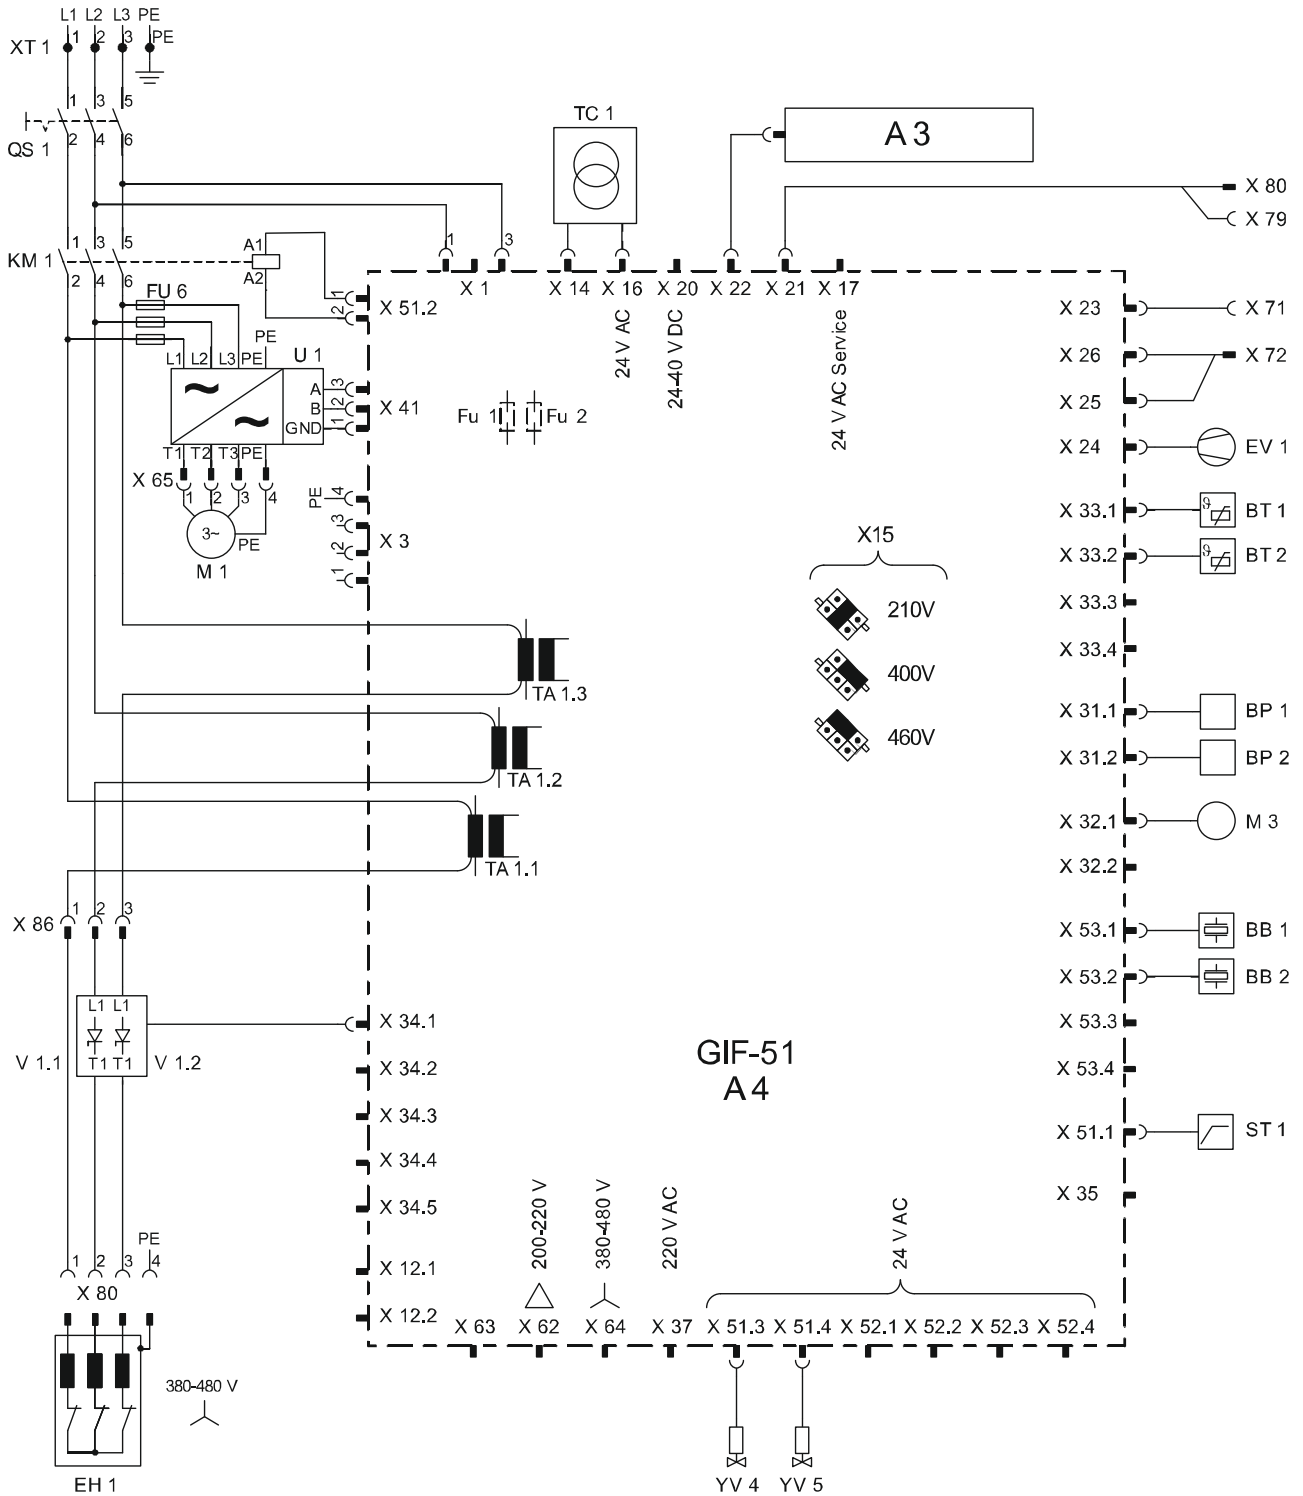 L1 L2 L3 PE
XT 1 1 2 3 PE
1 3 5
QS 1 2 4 6
TC 1
A 3
X 80
X 79
1 3
KM 1 1 3 5 A1
2 4 6 A2
FU 6
1
2
X 51.2
X 1 X 14 X 16 X 20 X 22 X 21 X 17
24 V AC
24-40 V DC
24 V AC Service
X 23 X 71
X 26 X 72
X 25
X 24 EV 1
L1 L2 L3 PE PE U 1
A 3
B 2 X 41
GND 1
T1 T2 T3 PE
Fu 1 Fu 2
X 65 1 2 3 4
3~ PE
M 1
PE 4
3
2
1
X 3
X 33.1 BT 1
X 33.2 BT 2
X 33.3
X 33.4
X15
210V
400V
460V
TA 1.3
TA 1.2
TA 1.1
X 31.1 BP 1
X 31.2 BP 2
X 32.1 M 3
X 32.2
X 86 1 2 3
X 53.1 BB 1
X 53.2 BB 2
X 53.3
X 53.4
L1 L1
V 1.1 T1 T1 V 1.2
X 34.1
X 34.2
X 34.3
X 34.4
X 34.5
GIF-51
A 4
X 51.1 ST 1
X 35
X 12.1
X 12.2
PE
1 2 3 4
X 80
200-220 V
380-480 V
220 V AC
24 V AC
X 63 X 62 X 64 X 37 X 51.3 X 51.4 X 52.1 X 52.2 X 52.3 X 52.4
380-480 V
EH 1
YV 4 YV 5